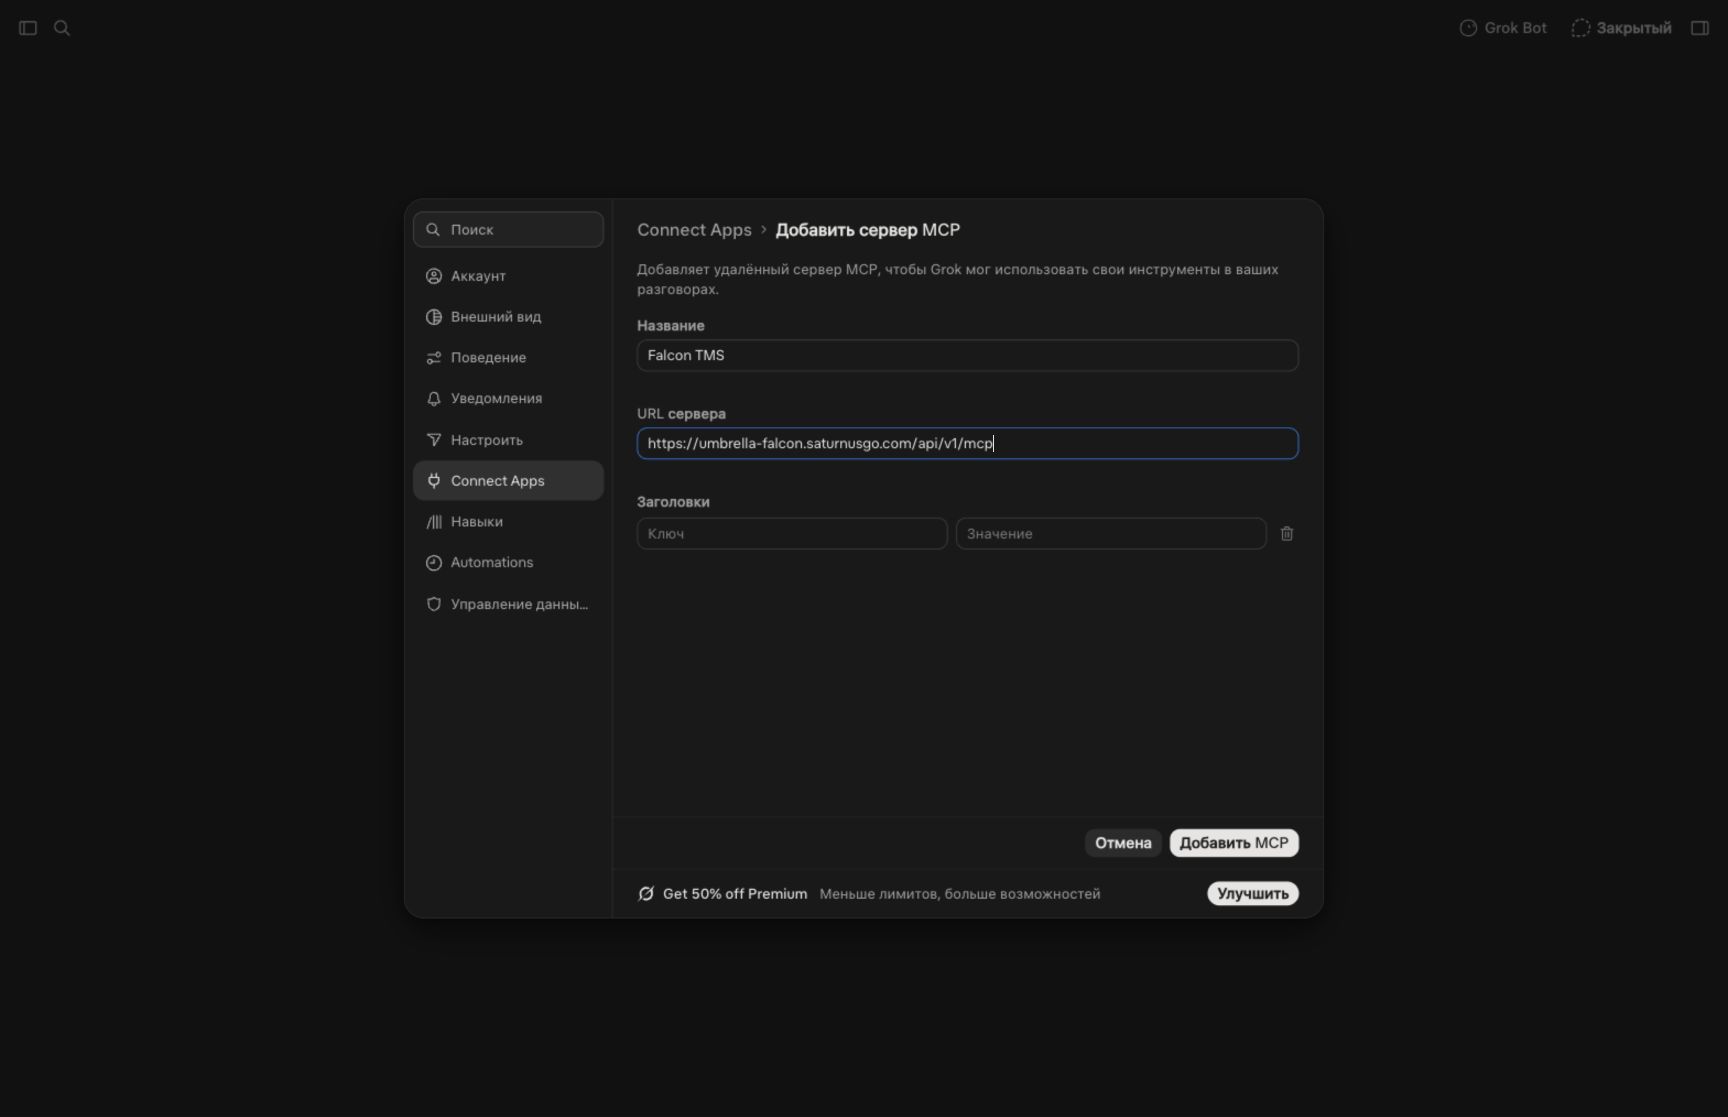 Grok Bot
Закрытый
Поиск
Аккаунт
Внешний вид
Поведение
Уведомления
Настроить
Connect Apps
Навыки
Automations
Управление данны...
Connect Apps › Добавить сервер MCP
Добавляет удалённый сервер MCP, чтобы Grok мог использовать свои инструменты в ваших
разговорах.
Название
Falcon TMS
URL сервера
https://umbrella-falcon.saturnusgo.com/api/v1/mcp
Заголовки
Ключ
Значение
Отмена
Добавить MCP
Get 50% off Premium Меньше лимитов, больше возможностей
Улучшить